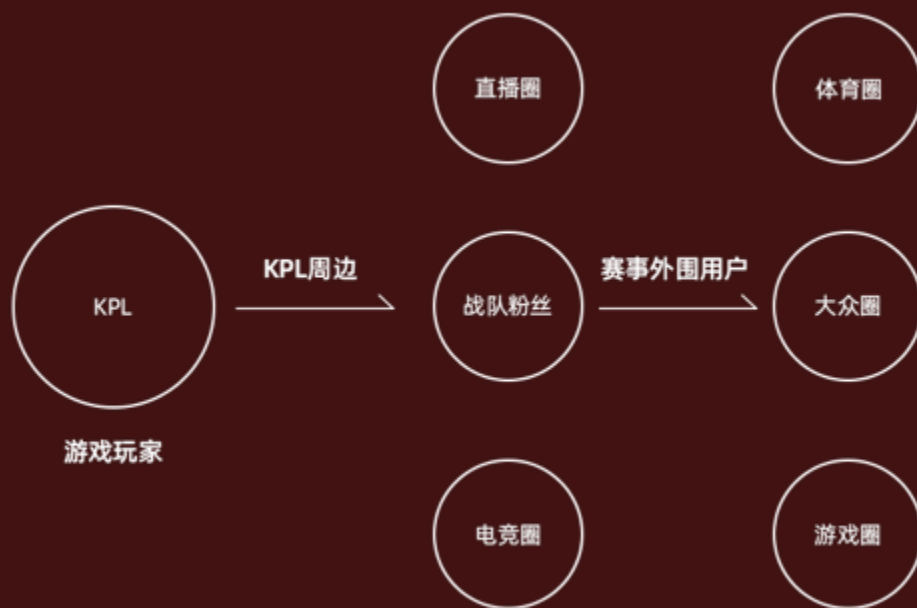 直播圈
体育圈
KPL周边
赛事外围用户
KPL
战队粉丝
大众圈
游戏玩家
电竞圈
游戏圈